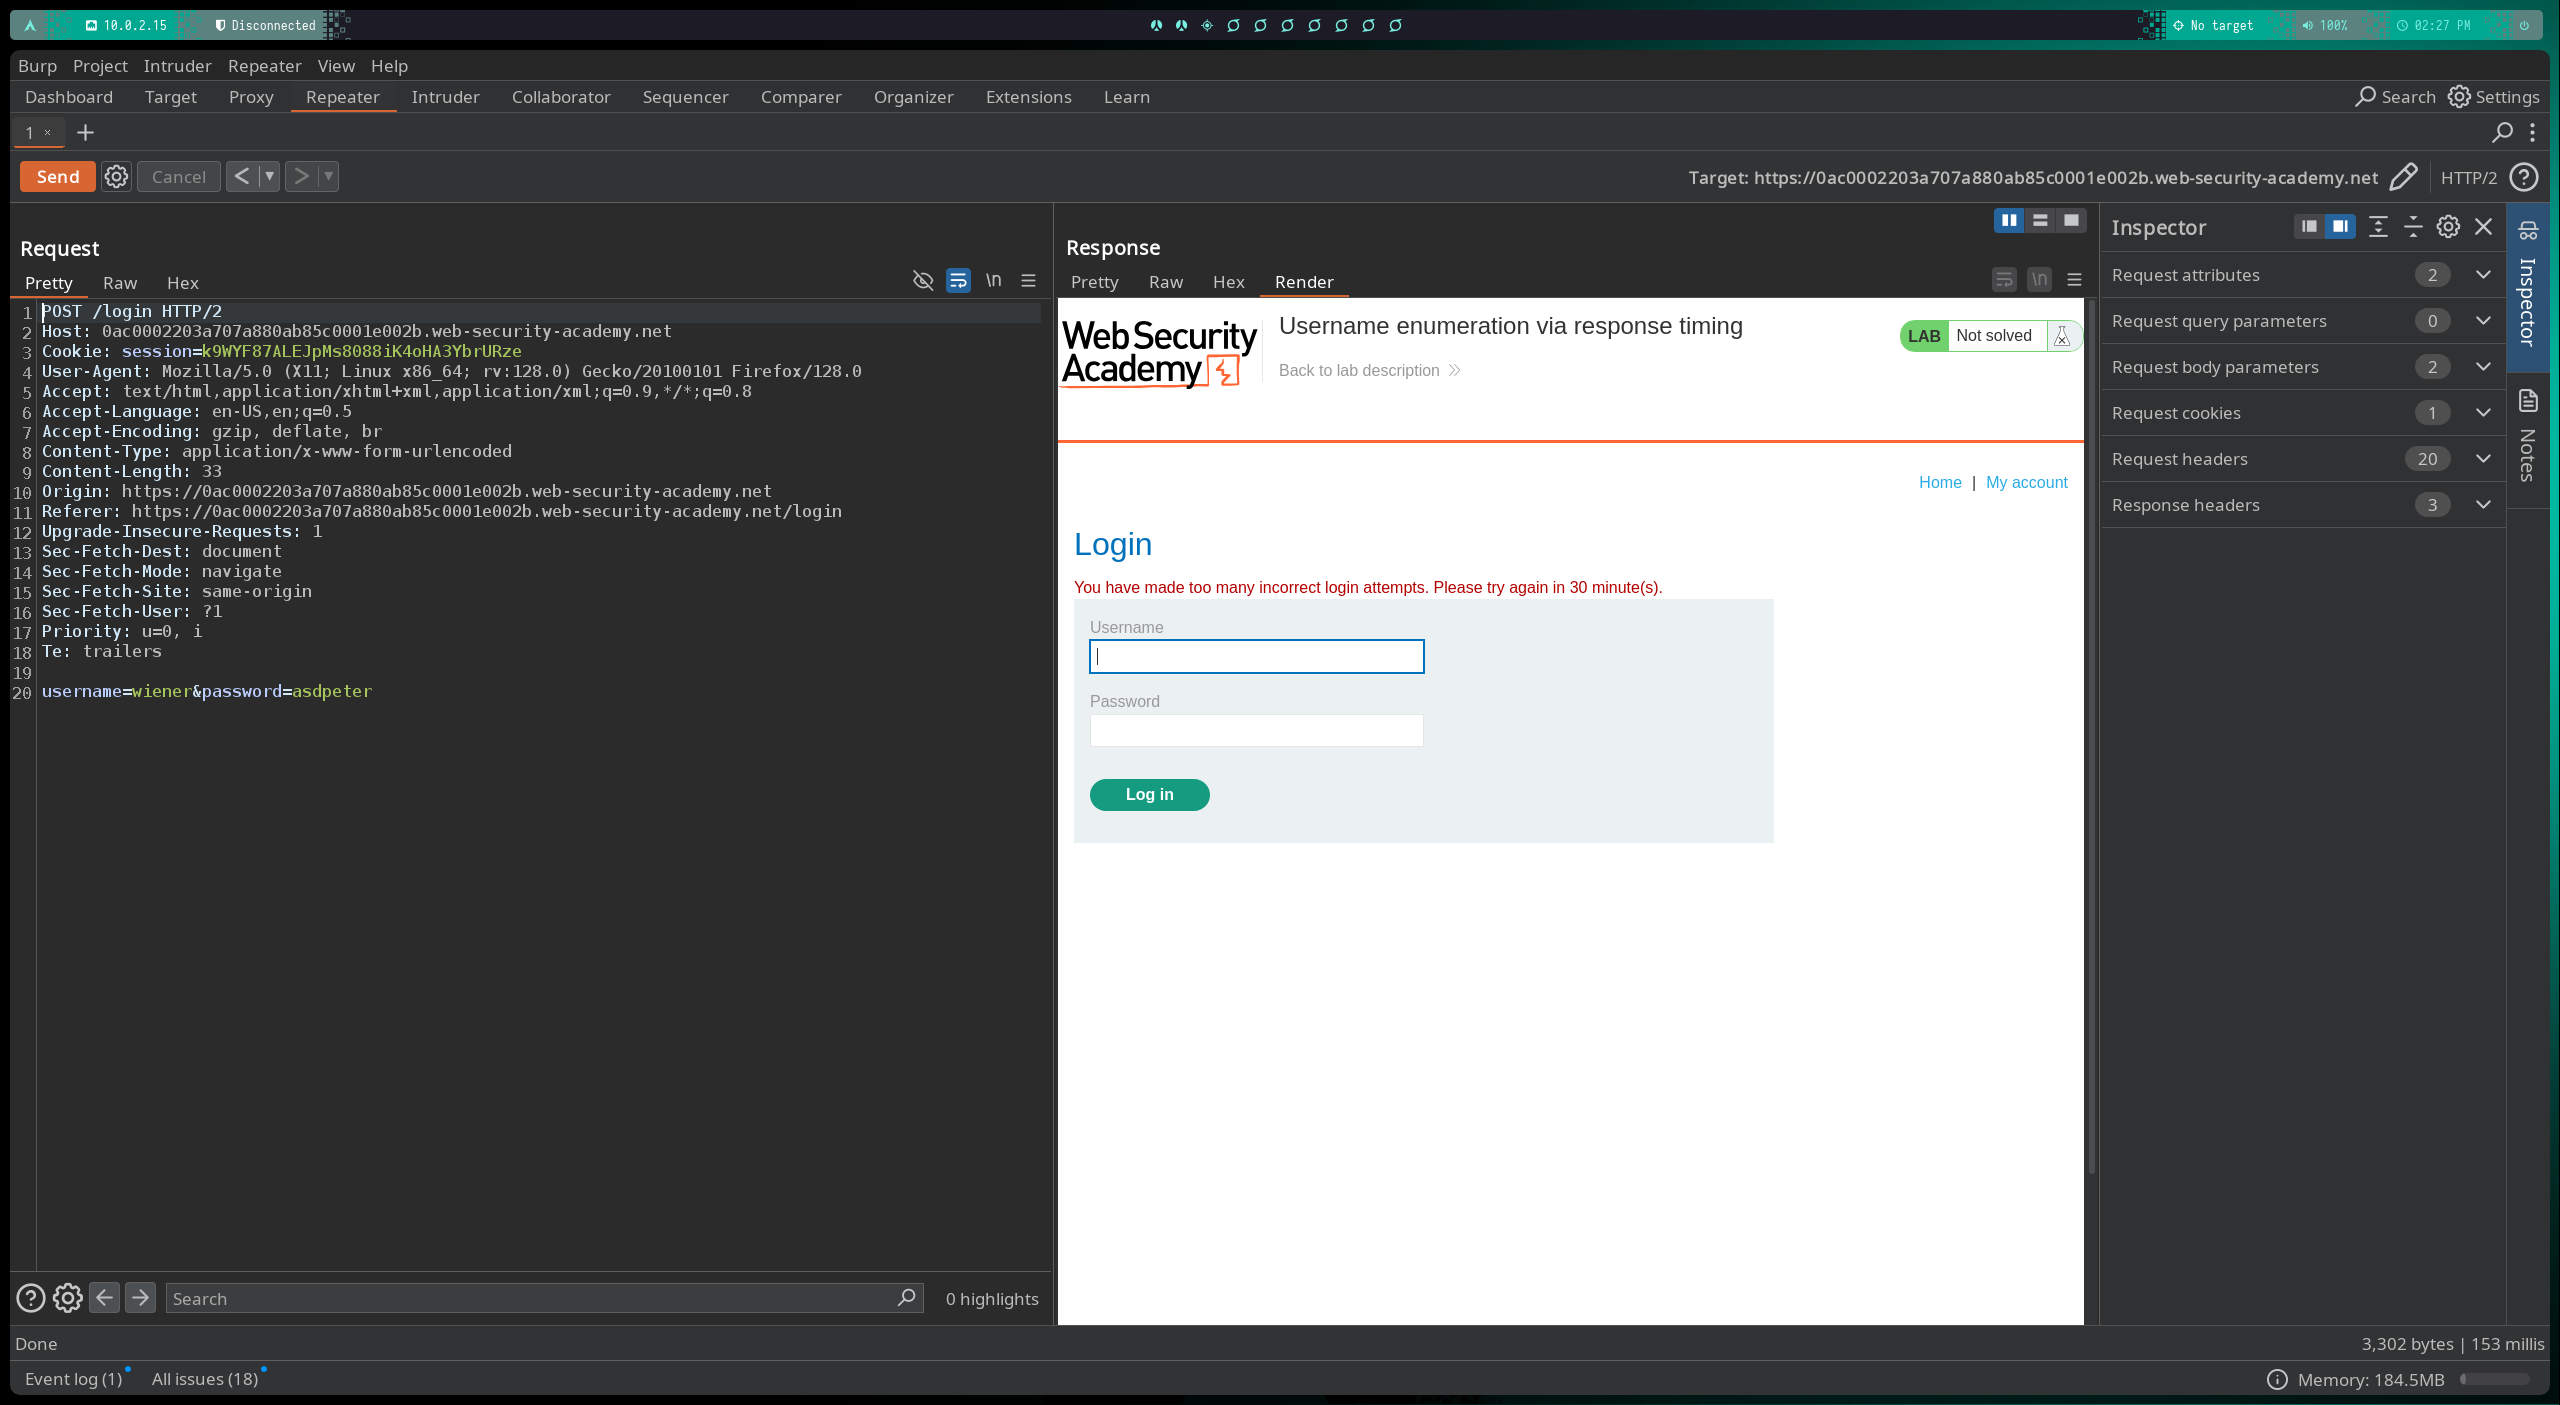 10.0.2.15 Disconnected No target 100% 02:27 PM
Burp Project Intruder Repeater View Help
Dashboard Target Proxy Repeater Intruder Collaborator Sequencer Comparer Organizer Extensions Learn Search Settings
1 × +
Send Cancel < > Target: https://0ac0002203a707a880ab85c0001e002b.web-security-academy.net HTTP/2
Request
Pretty Raw Hex \n
1 POST /login HTTP/2
2 Host: 0ac0002203a707a880ab85c0001e002b.web-security-academy.net
3 Cookie: session=k9WYF87ALEJpMs8088iK4oHA3YbrURze
4 User-Agent: Mozilla/5.0 (X11; Linux x86_64; rv:128.0) Gecko/20100101 Firefox/128.0
5 Accept: text/html,application/xhtml+xml,application/xml;q=0.9,*/*;q=0.8
6 Accept-Language: en-US,en;q=0.5
7 Accept-Encoding: gzip, deflate, br
8 Content-Type: application/x-www-form-urlencoded
9 Content-Length: 33
10 Origin: https://0ac0002203a707a880ab85c0001e002b.web-security-academy.net
11 Referer: https://0ac0002203a707a880ab85c0001e002b.web-security-academy.net/login
12 Upgrade-Insecure-Requests: 1
13 Sec-Fetch-Dest: document
14 Sec-Fetch-Mode: navigate
15 Sec-Fetch-Site: same-origin
16 Sec-Fetch-User: ?1
17 Priority: u=0, i
18 Te: trailers
19
20 username=wiener&password=asdpeter
Search 0 highlights
Response
Pretty Raw Hex Render \n
Web Security Academy
Username enumeration via response timing
Back to lab description
LAB Not solved
Home | My account
Login
You have made too many incorrect login attempts. Please try again in 30 minute(s).
Username
Password
Log in
Inspector
Request attributes 2
Request query parameters 0
Request body parameters 2
Request cookies 1
Request headers 20
Response headers 3
Inspector
Notes
Done 3,302 bytes | 153 millis
Event log (1) All issues (18) Memory: 184.5MB